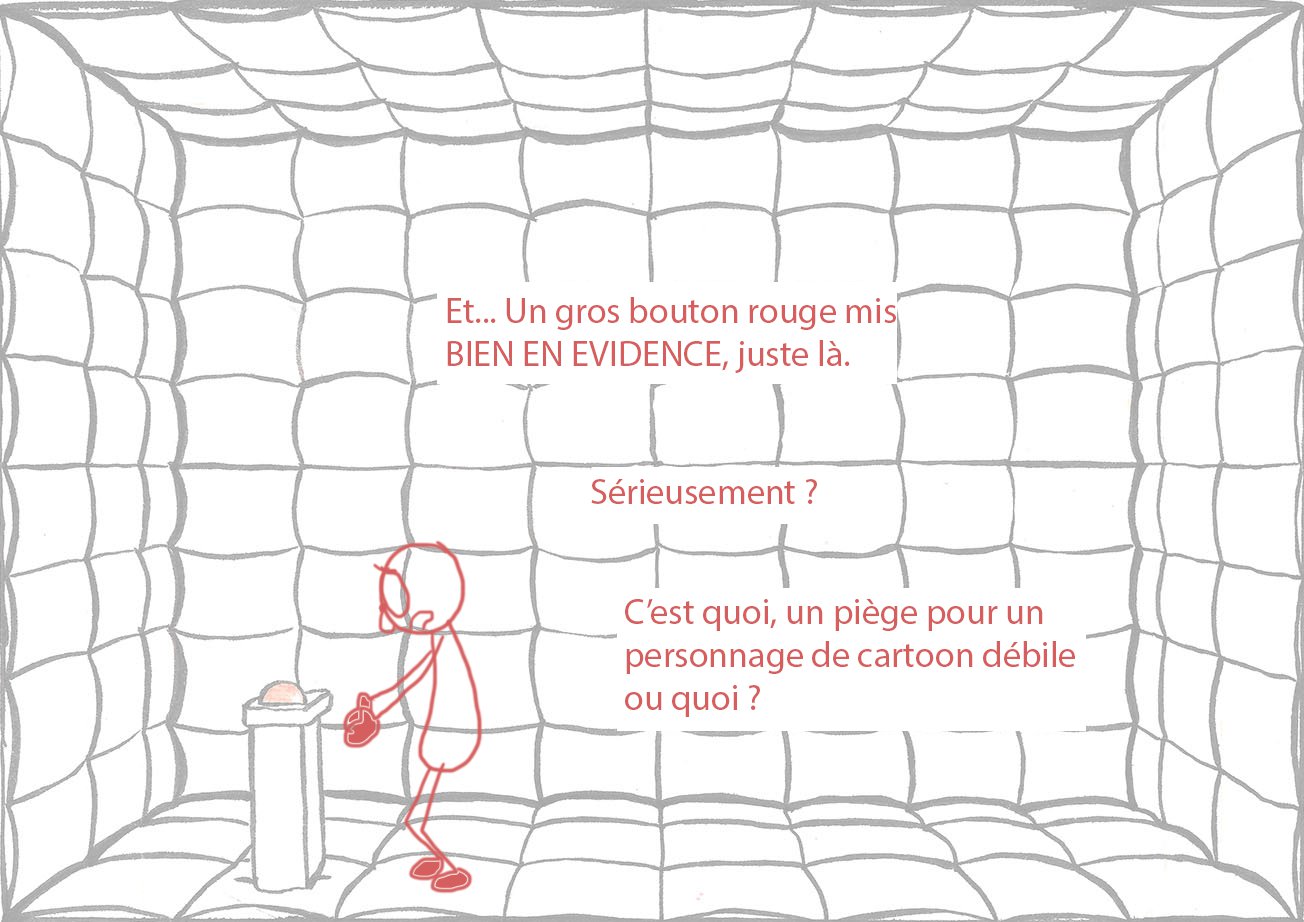 Et... Un gros bouton rouge mis
BIEN EN EVIDENCE, juste là.
Sérieusement ?
C’est quoi, un piège pour un
personnage de cartoon débile
ou quoi ?